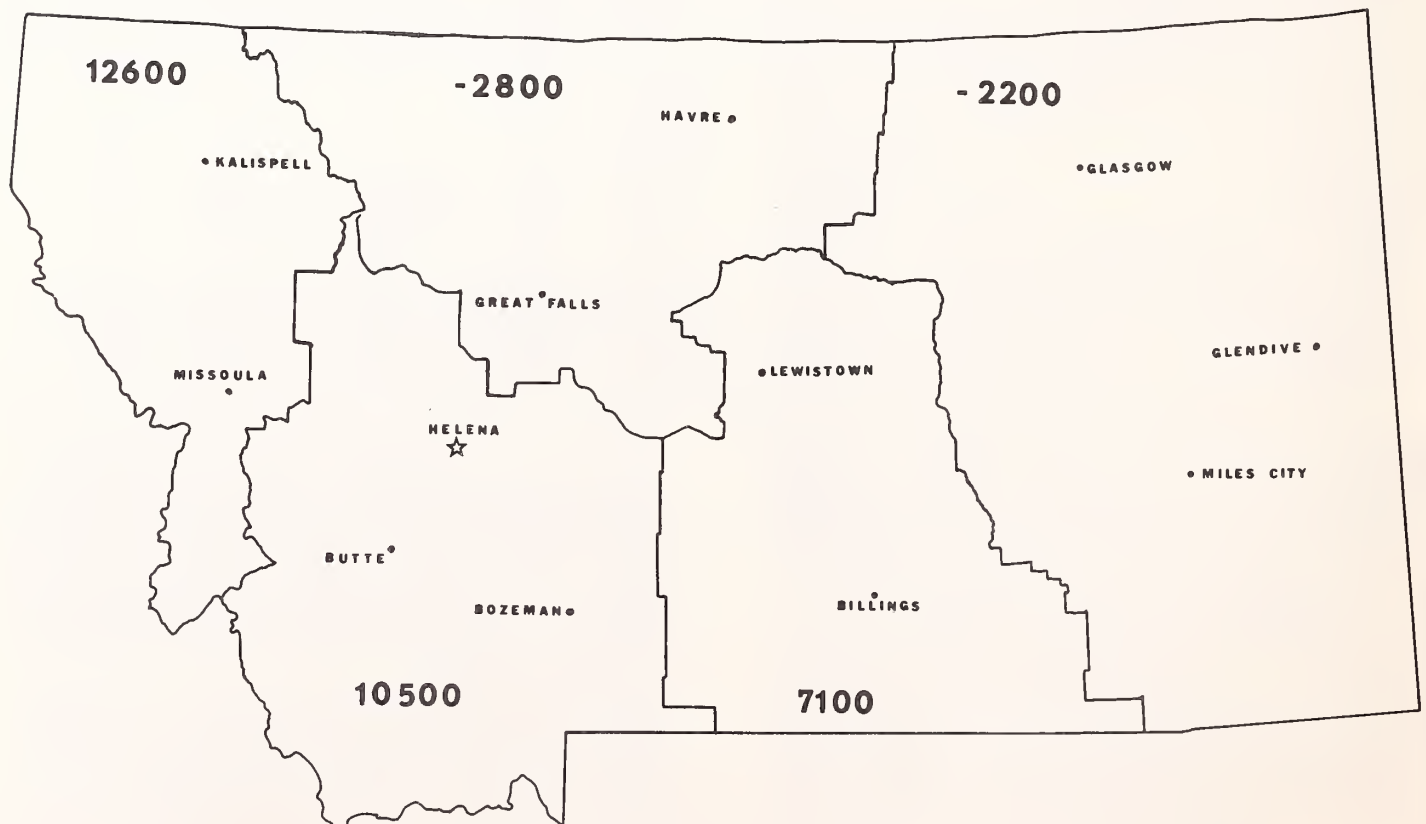 12600
-2800
-2200
HAVRE
KALISPELL
GLASGOW
GREAT FALLS
GLENDIVE
MISSOULA
LEWISTOWN
HELENA
MILES CITY
BUTTE
BOZEMAN
BILLINGS
10500
7100